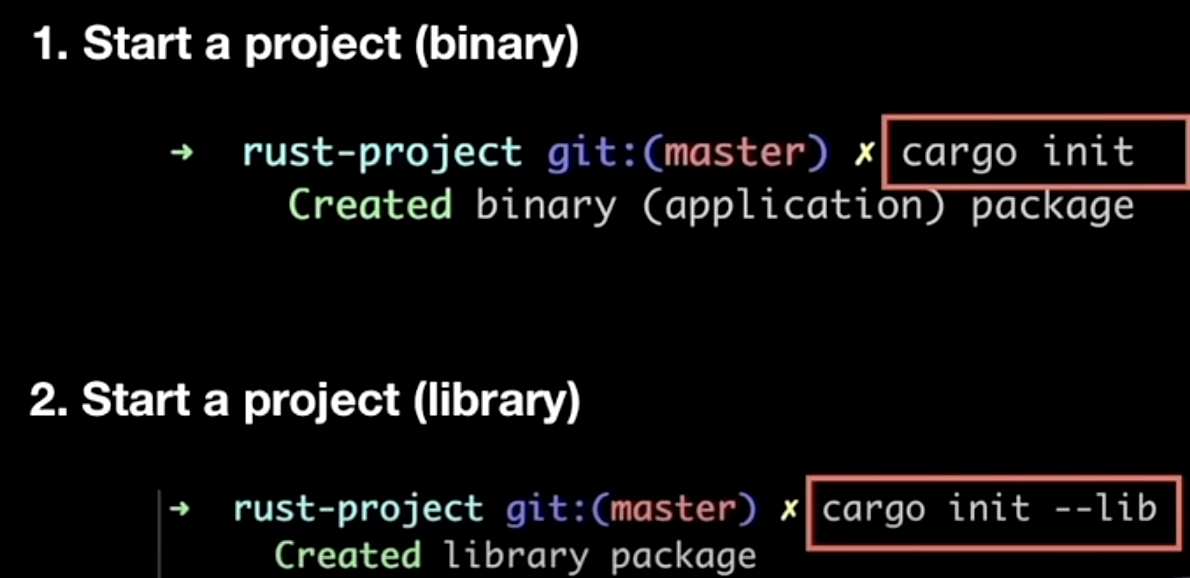 1. Start a project (binary)
➜ rust-project git:(master) ✗ cargo init
Created binary (application) package
2. Start a project (library)
➜ rust-project git:(master) ✗ cargo init --lib
Created library package